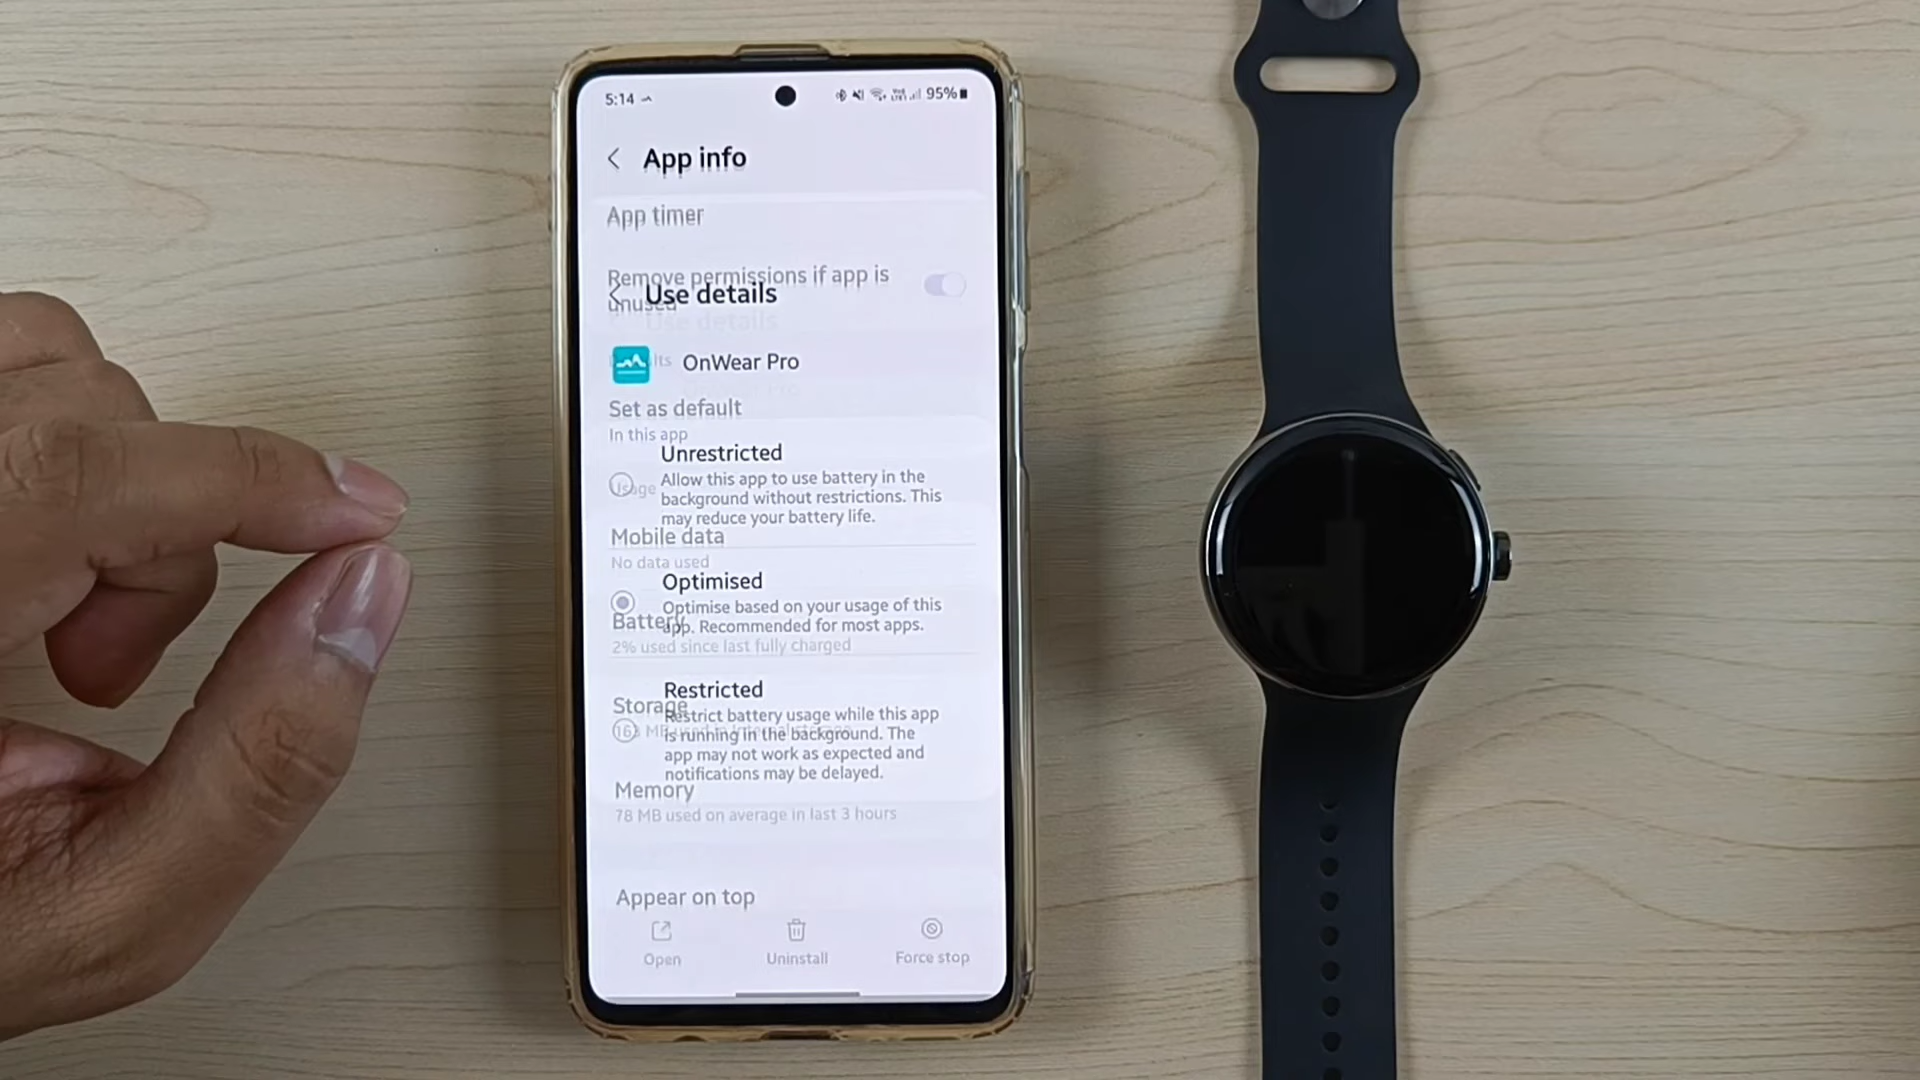 5:14
95%
App info
App timer
Remove permissions if app is
unused
Use details
Use details
OnWear Pro
Set as default
In this app
Unrestricted
Allow this app to use battery in the
Usage
background without restrictions. This
may reduce your battery life.
Mobile data
No data used
Optimised
Optimise based on your usage of this
Battery
app. Recommended for most apps.
2% used since last fully charged
Restricted
Storage
Restrict battery usage while this app
is running in the background. The
app may not work as expected and
notifications may be delayed.
Memory
78 MB used on average in last 3 hours
Appear on top
Open
Uninstall
Force stop